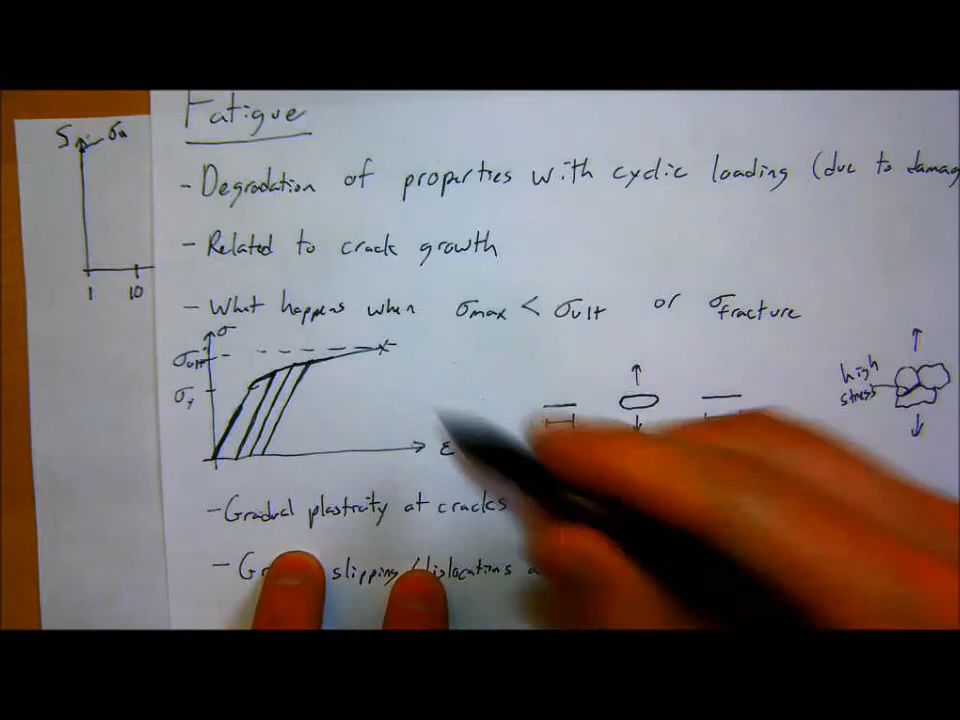 Fatigue
S σa
- Degradation of properties with cyclic loading (due to damag
- Related to crack growth
1 10
- What happens when σmax < σult or σfracture
σ
σult
σy
ε
high
stress
- Gradual plasticity at cracks
- slipping dislocations